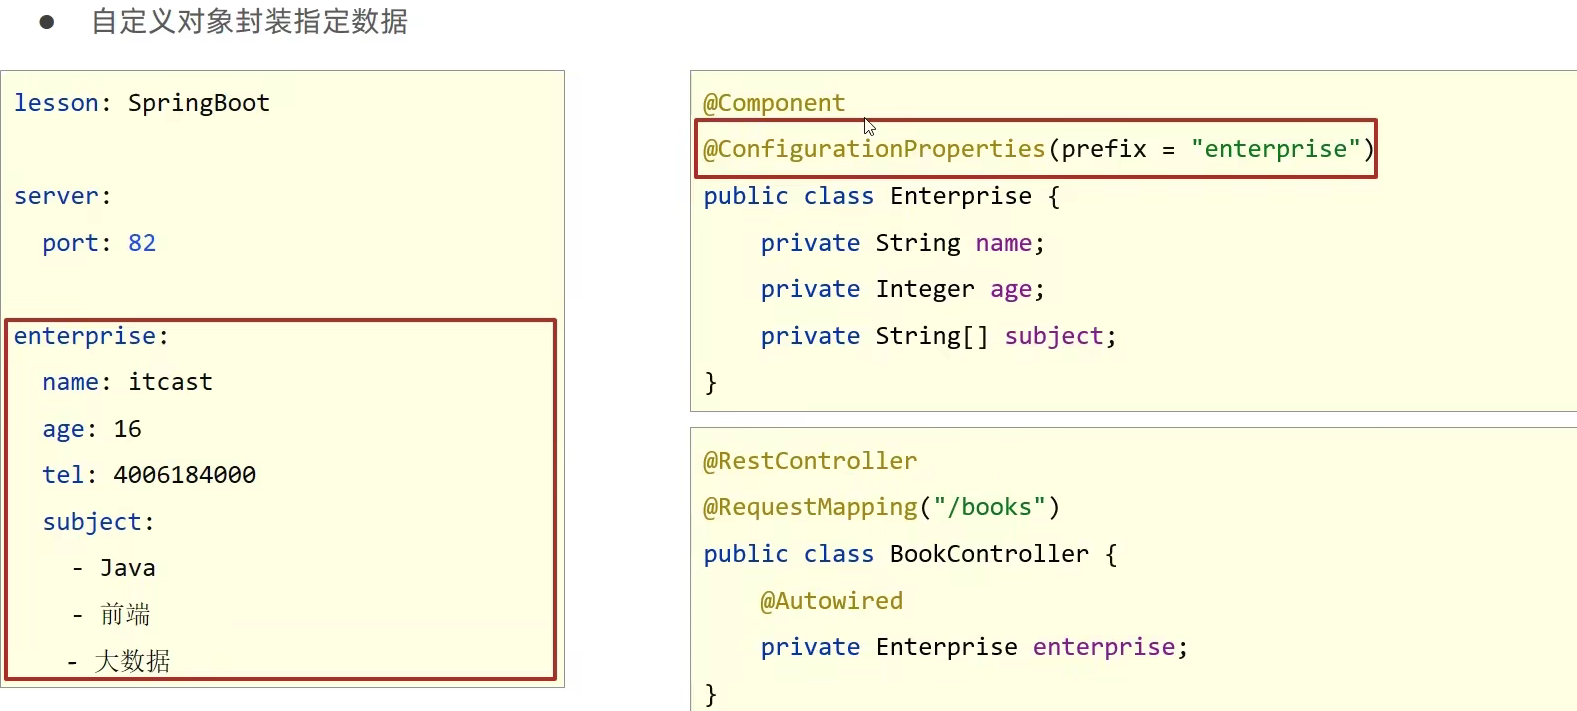 ● 自定义对象封装指定数据
lesson: SpringBoot
server:
  port: 82
enterprise:
  name: itcast
  age: 16
  tel: 4006184000
  subject:
    - Java
    - 前端
    - 大数据
@Component
@ConfigurationProperties(prefix = "enterprise")
public class Enterprise {
    private String name;
    private Integer age;
    private String[] subject;
}
@RestController
@RequestMapping("/books")
public class BookController {
    @Autowired
    private Enterprise enterprise;
}